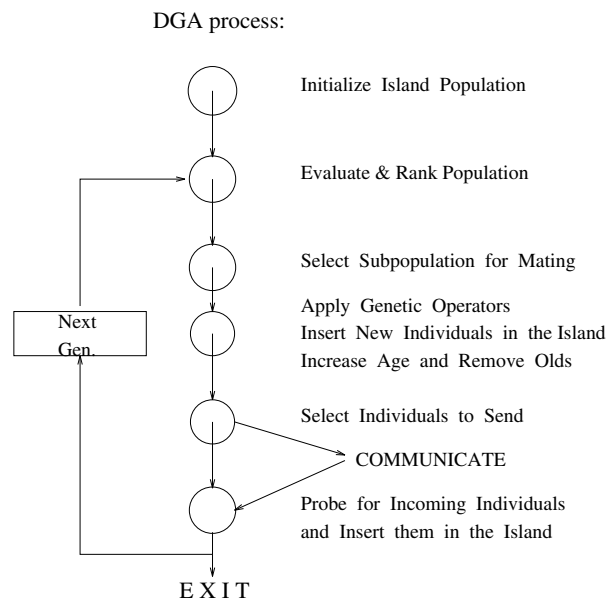 DGA process:
Initialize Island Population
Evaluate & Rank Population
Select Subpopulation for Mating
Apply Genetic Operators
Insert New Individuals in the Island
Increase Age and Remove Olds
Next
Gen.
Select Individuals to Send
COMMUNICATE
Probe for Incoming Individuals
and Insert them in the Island
E X I T